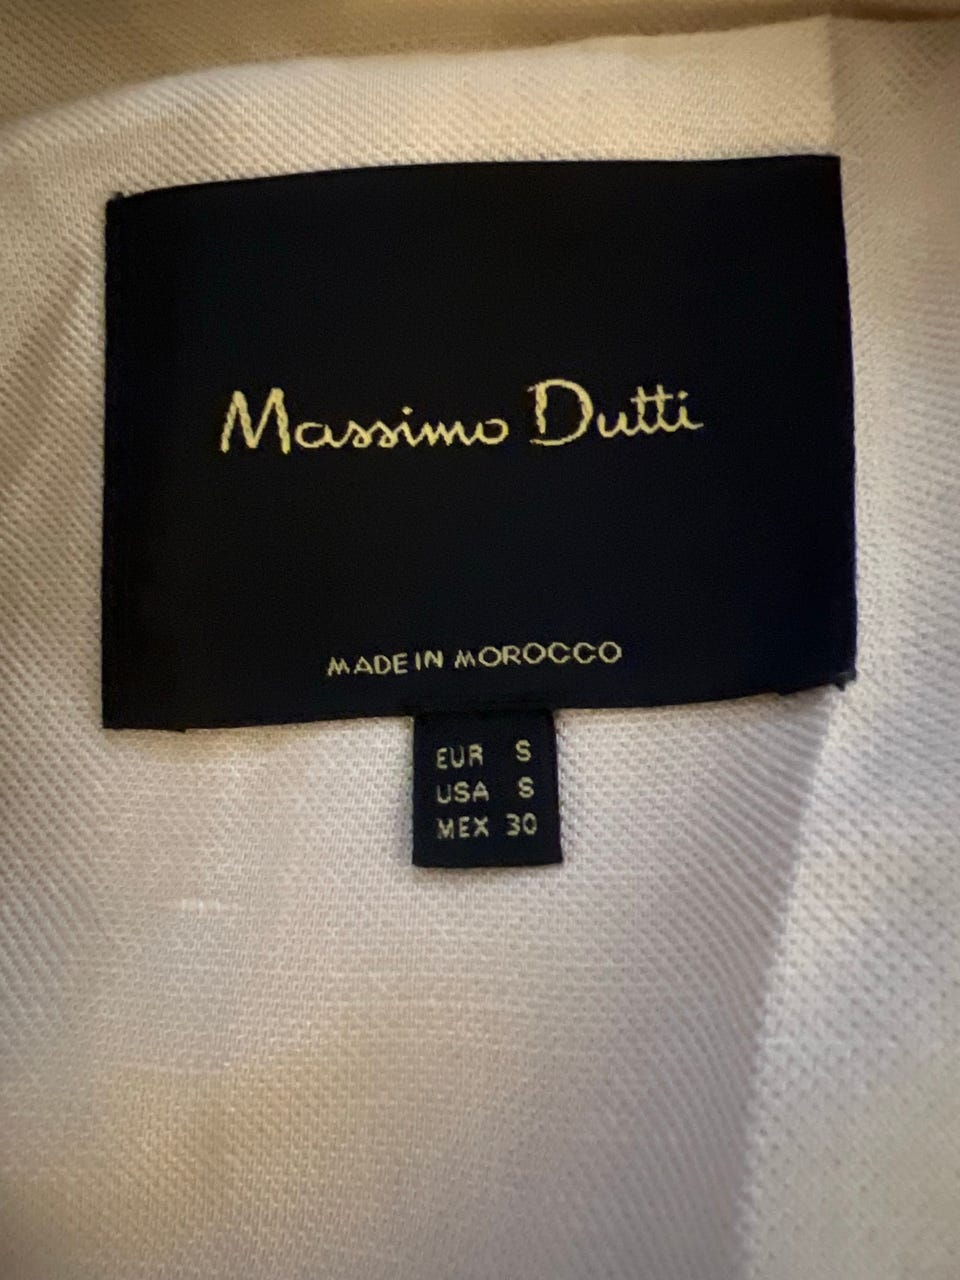 Massimo Dutti
MADE IN MOROCCO
EUR S
USA S
MEX 30